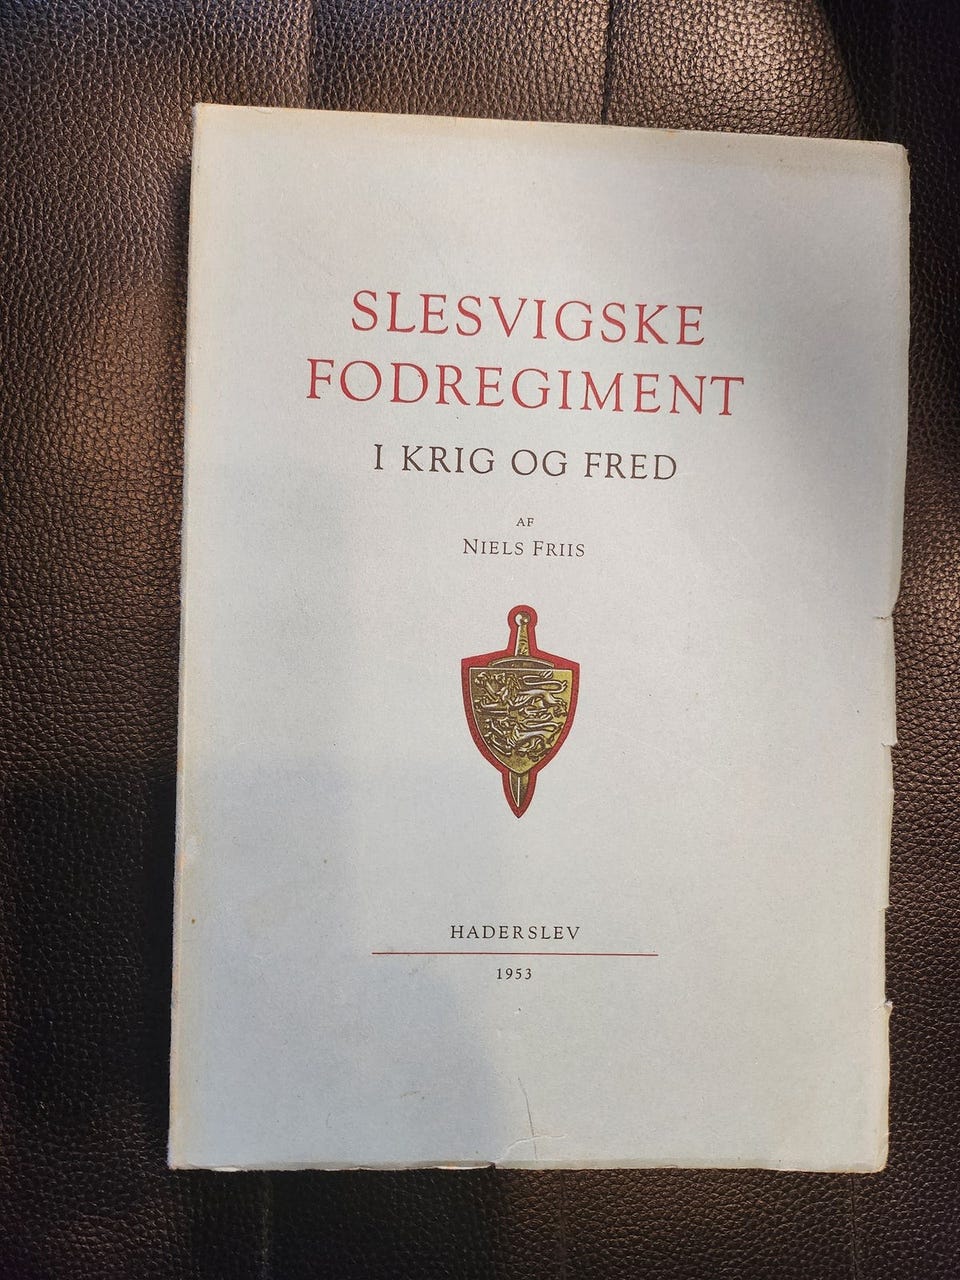 SLESVIGSKE
FODREGIMENT
I KRIG OG FRED
AF
NIELS FRIIS
HADERSLEV
1953